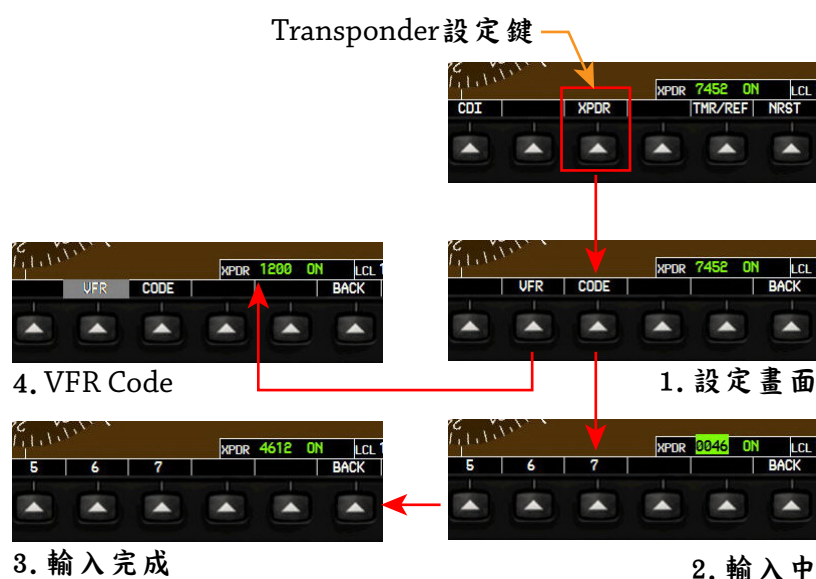 Transponder設定鍵
XPDR 7452 ON LCL
CDI XPDR TMR/REF NRST
XPDR 7452 ON LCL
VFR CODE BACK
1. 設定畫面
XPDR 1200 ON LCL
VFR CODE BACK
4. VFR Code
XPDR 0046 ON LCL
5 6 7 BACK
2. 輸入中
XPDR 4612 ON LCL
5 6 7 BACK
3. 輸入完成